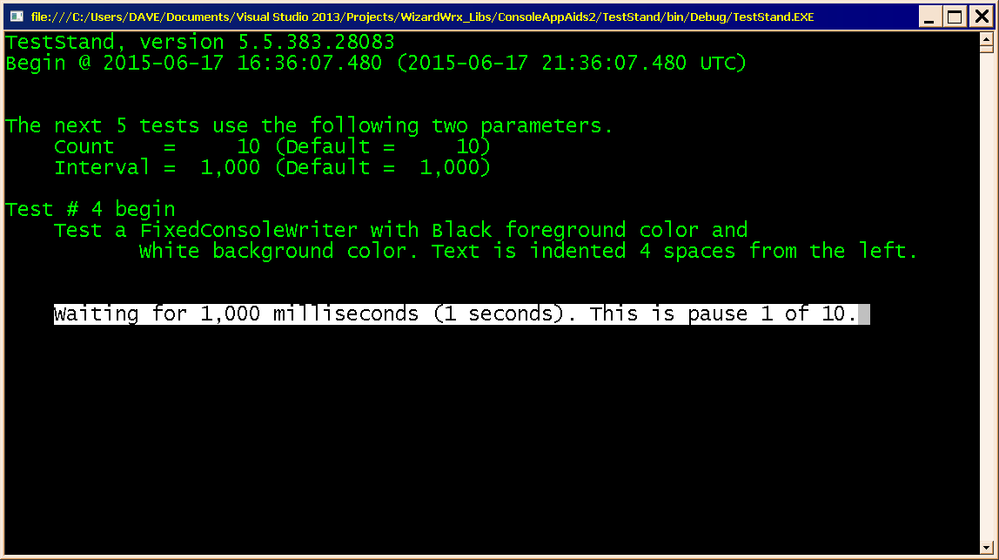 file:///C:/Users/DAVE/Documents/Visual Studio 2013/Projects/WizardWrx_Libs/ConsoleAppAids2/TestStand/bin/Debug/TestStand.EXE
TestStand, version 5.5.383.28083
Begin @ 2015-06-17 16:36:07.480 (2015-06-17 21:36:07.480 UTC)
The next 5 tests use the following two parameters.
    Count    =     10 (Default =     10)
    Interval =  1,000 (Default =  1,000)
Test # 4 begin
    Test a FixedConsoleWriter with Black foreground color and
           White background color. Text is indented 4 spaces from the left.
    Waiting for 1,000 milliseconds (1 seconds). This is pause 1 of 10.